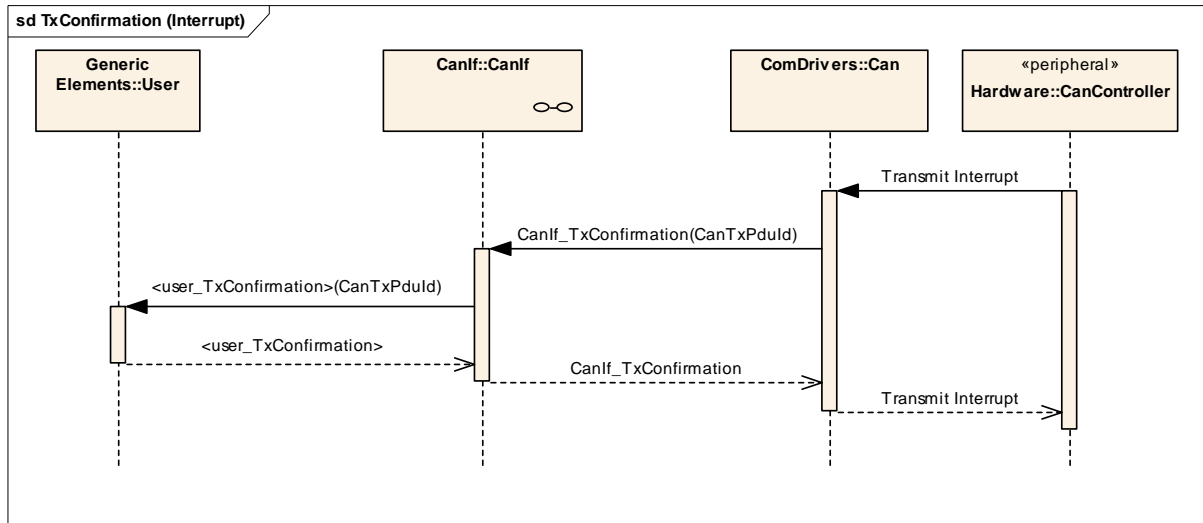 sd TxConfirmation (Interrupt)
Generic
Elements::User
CanIf::CanIf
ComDrivers::Can
«peripheral»
Hardware::CanController
Transmit Interrupt
CanIf_TxConfirmation(CanTxPduId)
<user_TxConfirmation>(CanTxPduId)
<user_TxConfirmation>
CanIf_TxConfirmation
Transmit Interrupt